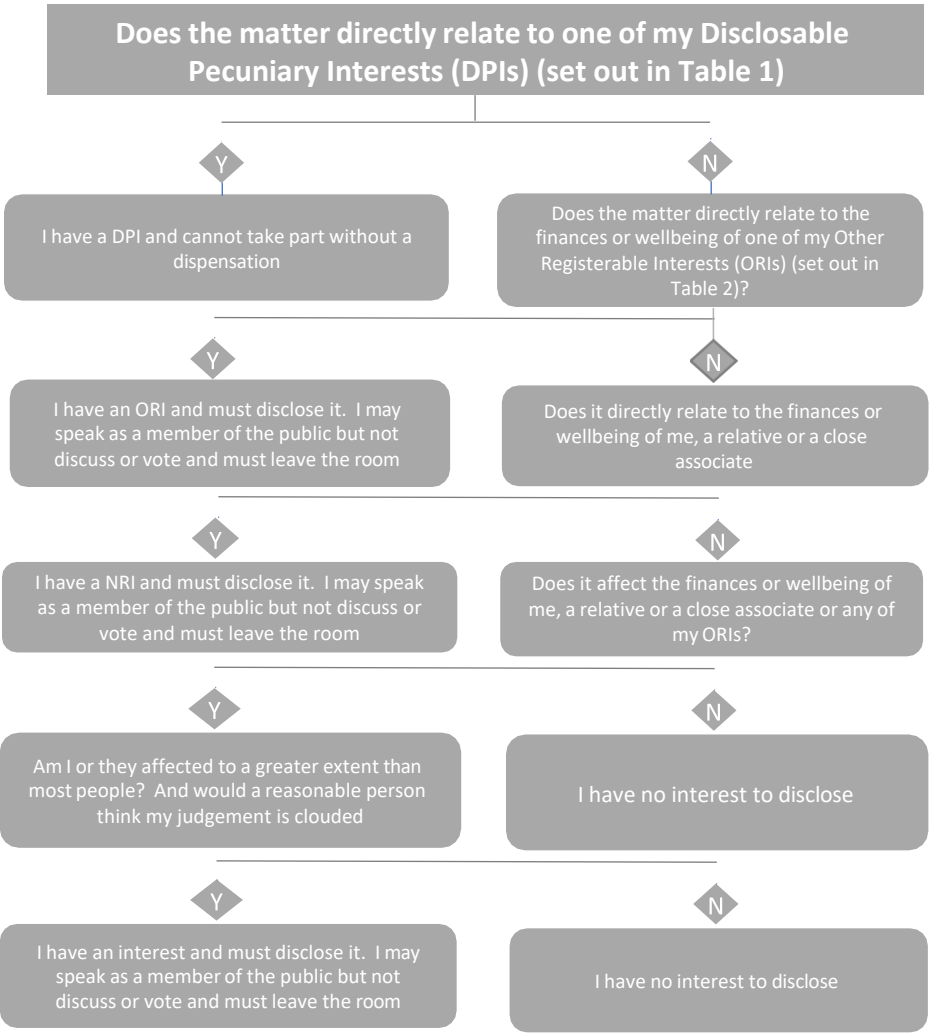 Does the matter directly relate to one of my Disclosable
Pecuniary Interests (DPIs) (set out in Table 1)
Y
N
I have a DPI and cannot take part without a
dispensation
Does the matter directly relate to the
finances or wellbeing of one of my Other
Registerable Interests (ORIs) (set out in
Table 2)?
Y
N
I have an ORI and must disclose it. I may
speak as a member of the public but not
discuss or vote and must leave the room
Does it directly relate to the finances or
wellbeing of me, a relative or a close
associate
Y
N
I have a NRI and must disclose it. I may speak
as a member of the public but not discuss or
vote and must leave the room
Does it affect the finances or wellbeing of
me, a relative or a close associate or any of
my ORIs?
Y
N
Am I or they affected to a greater extent than
most people? And would a reasonable person
think my judgement is clouded
I have no interest to disclose
Y
N
I have an interest and must disclose it. I may
speak as a member of the public but not
discuss or vote and must leave the room
I have no interest to disclose